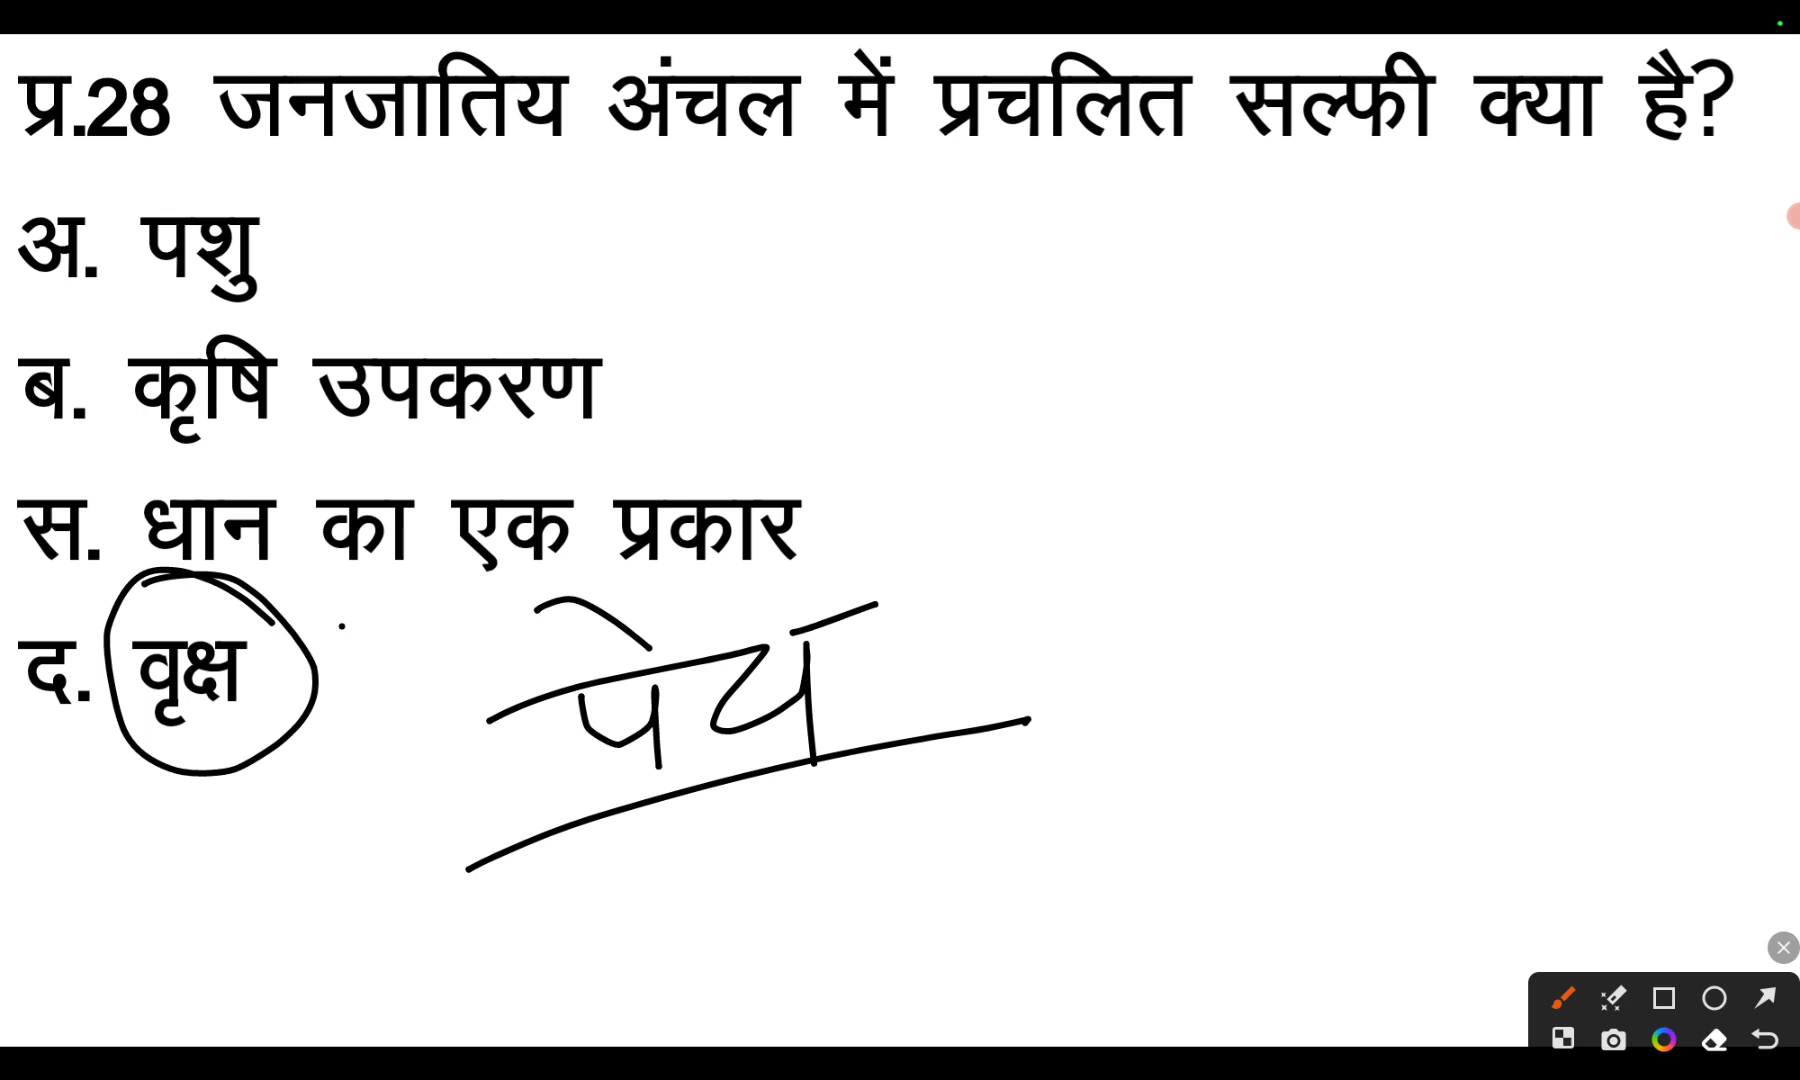 प्र.28 जनजातिय अंचल में प्रचलित सल्फी क्या है?
अ. पशु
ब. कृषि उपकरण
स. धान का एक प्रकार
द. वृक्ष
पेय